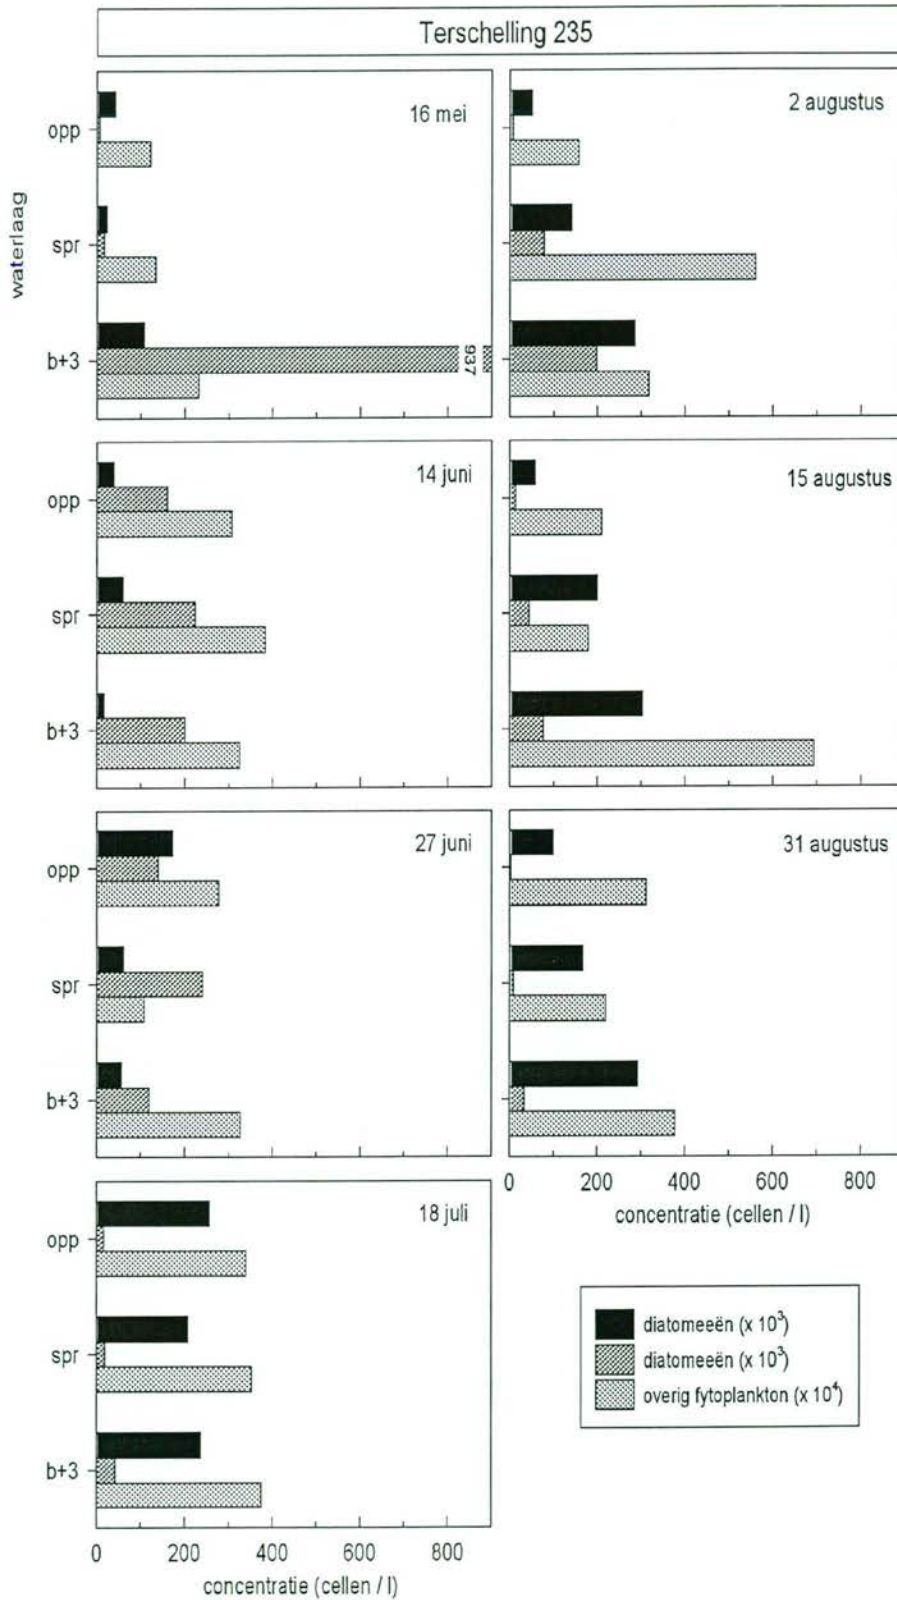 Terschelling 235
waterlaag
16 mei
opp
spr
b+3
937
2 augustus
14 juni
opp
spr
b+3
15 augustus
27 juni
opp
spr
b+3
31 augustus
0 200 400 600 800
concentratie (cellen / l)
18 juli
opp
spr
b+3
0 200 400 600 800
concentratie (cellen / l)
diatomeeën (x 10³)
diatomeeën (x 10³)
overig fytoplankton (x 10⁴)